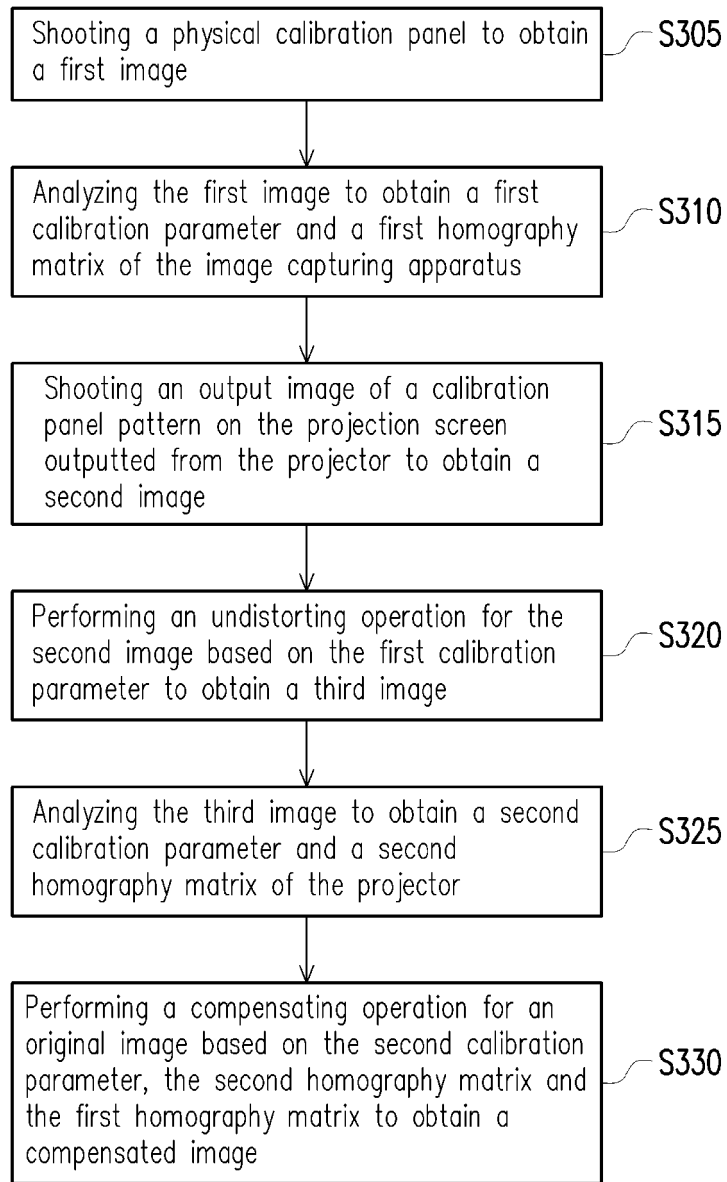 Shooting a physical calibration panel to obtain
a first image
S305
Analyzing the first image to obtain a first
calibration parameter and a first homography
matrix of the image capturing apparatus
S310
Shooting an output image of a calibration
panel pattern on the projection screen
outputted from the projector to obtain a
second image
S315
Performing an undistorting operation for the
second image based on the first calibration
parameter to obtain a third image
S320
Analyzing the third image to obtain a second
calibration parameter and a second
homography matrix of the projector
S325
Performing a compensating operation for an
original image based on the second calibration
parameter, the second homography matrix and
the first homography matrix to obtain a
compensated image
S330